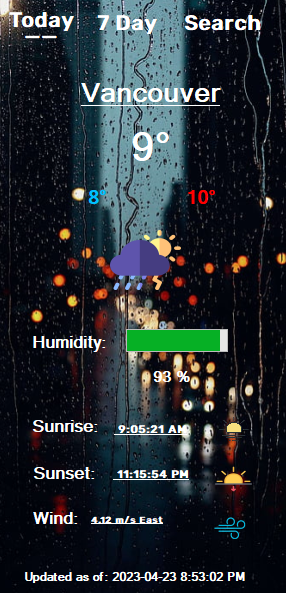 Today 7 Day Search
Vancouver
9°
8° 10°
Humidity:
93 %
Sunrise: 9:05:21 AM
Sunset: 11:15:54 PM
Wind: 4.12 m/s East
Updated as of: 2023-04-23 8:53:02 PM